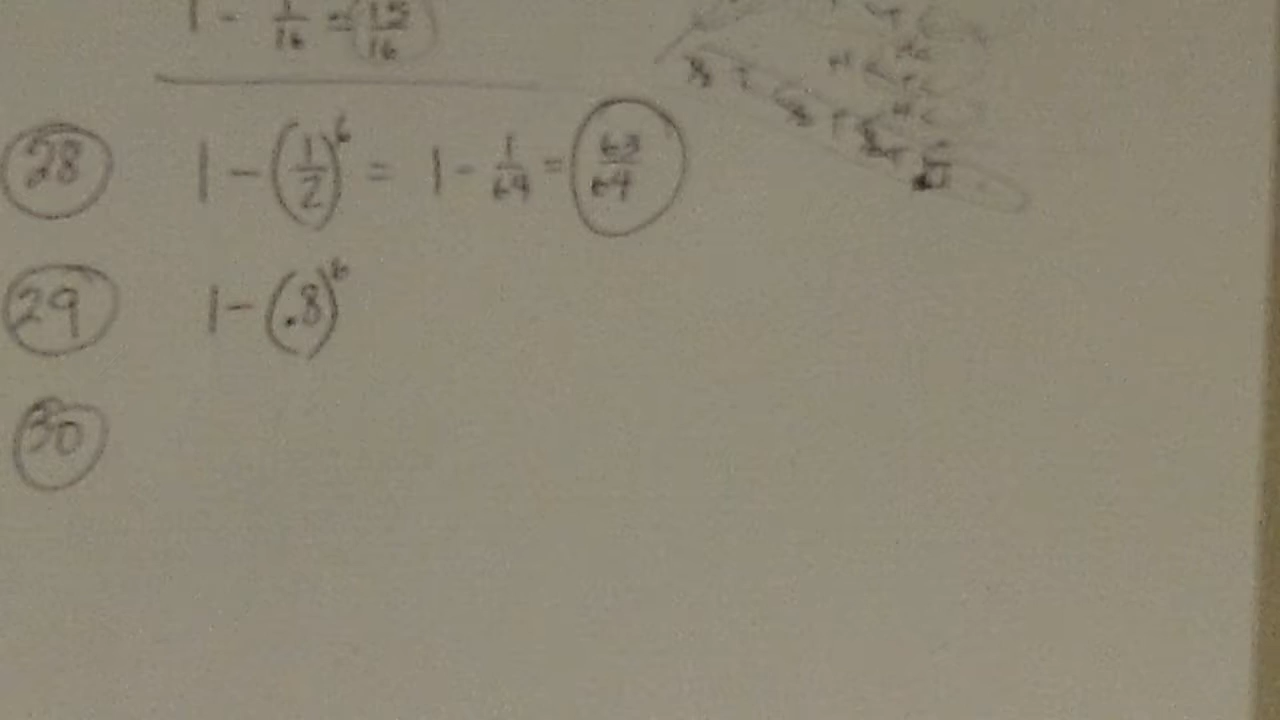 1 - 1/16 = 15/16
28 1 - (1/2)^6 = 1 - 1/64 = 63/64
29 1 - (.8)^6
30